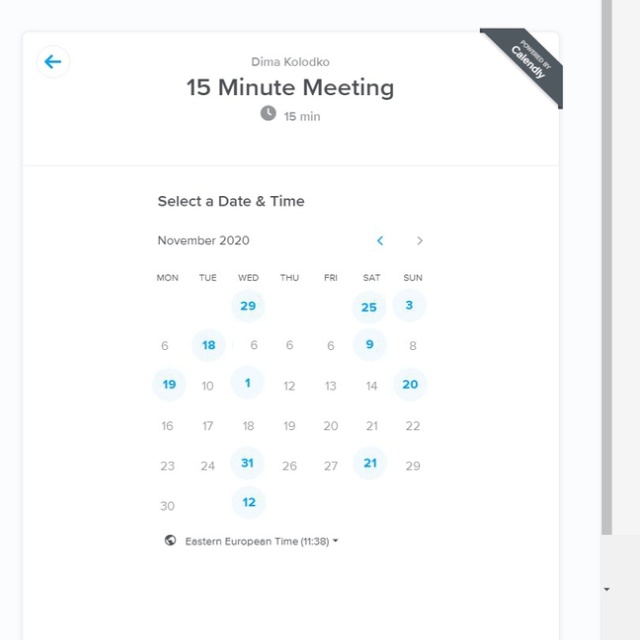 POWERED BY
Calendly
Dima Kolodko
15 Minute Meeting
15 min
Select a Date & Time
November 2020
MON TUE WED THU FRI SAT SUN
29 25 3
6 18 6 6 6 9 8
19 10 1 12 13 14 20
16 17 18 19 20 21 22
23 24 31 26 27 21 29
30 12
Eastern European Time (11:38)